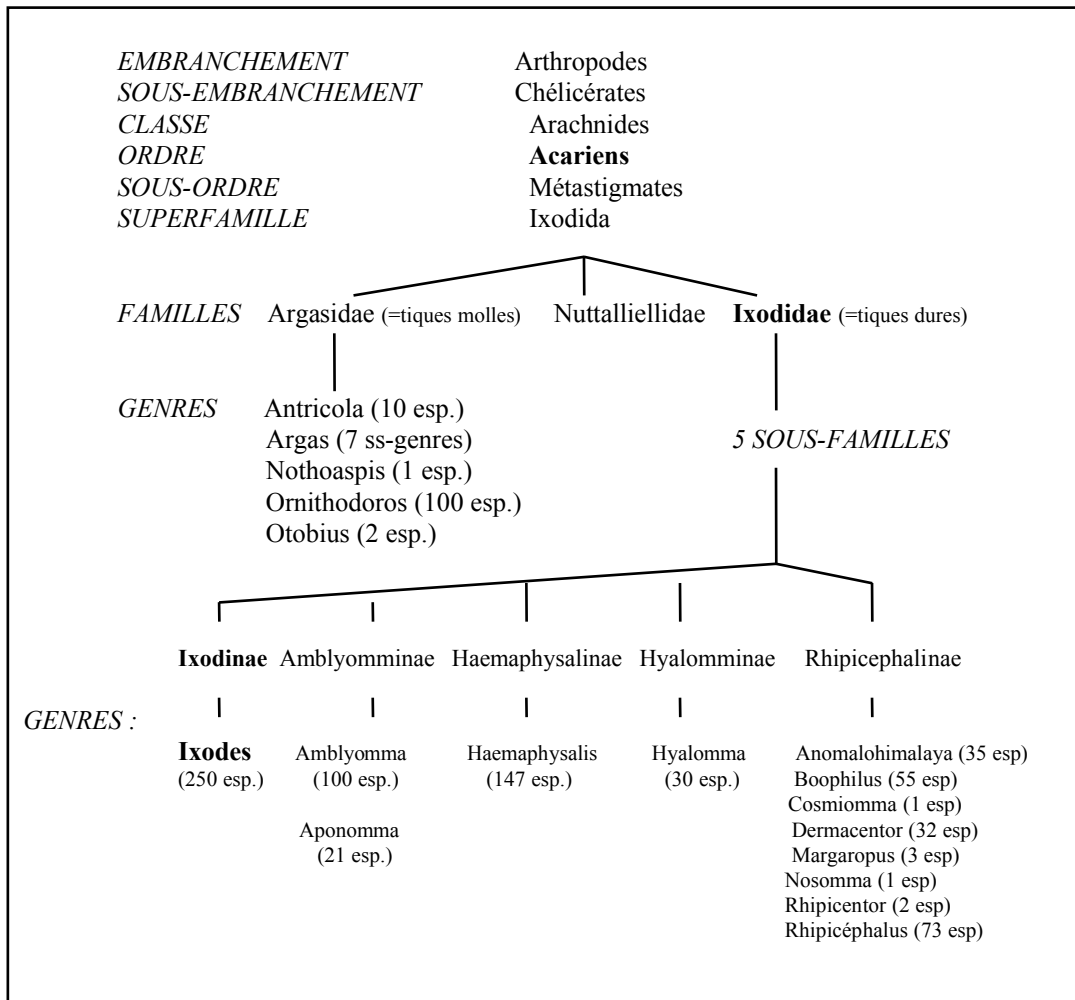 EMBRANCHEMENT Arthropodes
SOUS-EMBRANCHEMENT Chélicérates
CLASSE Arachnides
ORDRE Acariens
SOUS-ORDRE Métastigmates
SUPERFAMILLE Ixodida
FAMILLES Argasidae (=tiques molles) Nuttalliellidae Ixodidae (=tiques dures)
GENRES Antricola (10 esp.)
Argas (7 ss-genres) 5 SOUS-FAMILLES
Nothoaspis (1 esp.)
Ornithodoros (100 esp.)
Otobius (2 esp.)
Ixodinae Amblyomminae Haemaphysalinae Hyalomminae Rhipicephalinae
GENRES :
Ixodes Amblyomma Haemaphysalis Hyalomma Anomalohimalaya (35 esp)
(250 esp.) (100 esp.) (147 esp.) (30 esp.) Boophilus (55 esp)
Cosmiomma (1 esp)
Aponomma Dermacentor (32 esp)
(21 esp.) Margaropus (3 esp)
Nosomma (1 esp)
Rhipicentor (2 esp)
Rhipicéphalus (73 esp)